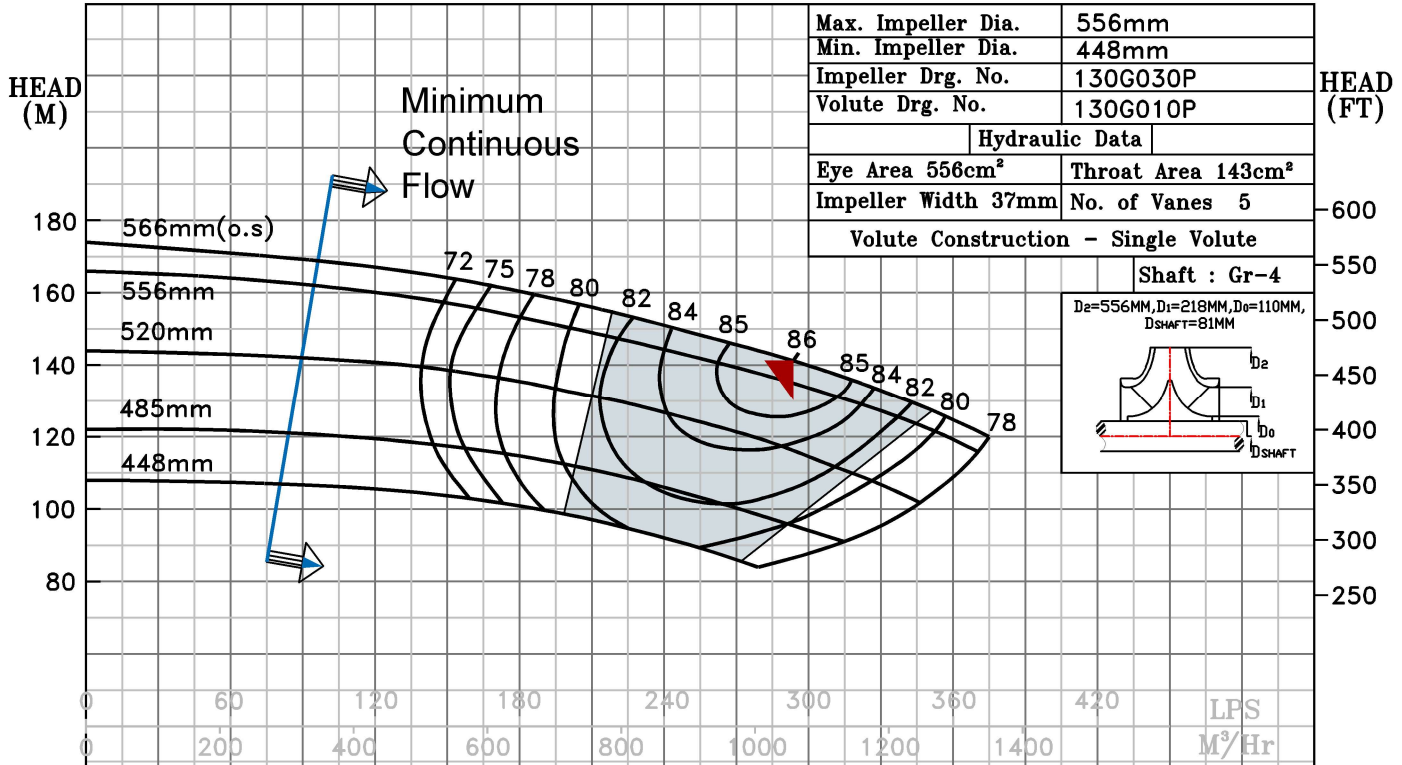 Max. Impeller Dia. 556mm
Min. Impeller Dia. 448mm
Impeller Drg. No. 130G030P
Volute Drg. No. 130G010P
Hydraulic Data
Eye Area 556cm² Throat Area 143cm²
Impeller Width 37mm No. of Vanes 5
Volute Construction - Single Volute
Shaft : Gr-4
D2=556MM,D1=218MM,D0=110MM,
DSHAFT=81MM
D2
D1
D0
DSHAFT
HEAD
(M)
HEAD
(FT)
Minimum
Continuous
Flow
180
160
140
120
100
80
600
550
500
450
400
350
300
250
566mm(o.s)
556mm
520mm
485mm
448mm
72 75 78 80 82 84 85 86 85 84 82 80 78
0 60 120 180 240 300 360 420 LPS
0 200 400 600 800 1000 1200 1400 M³/Hr